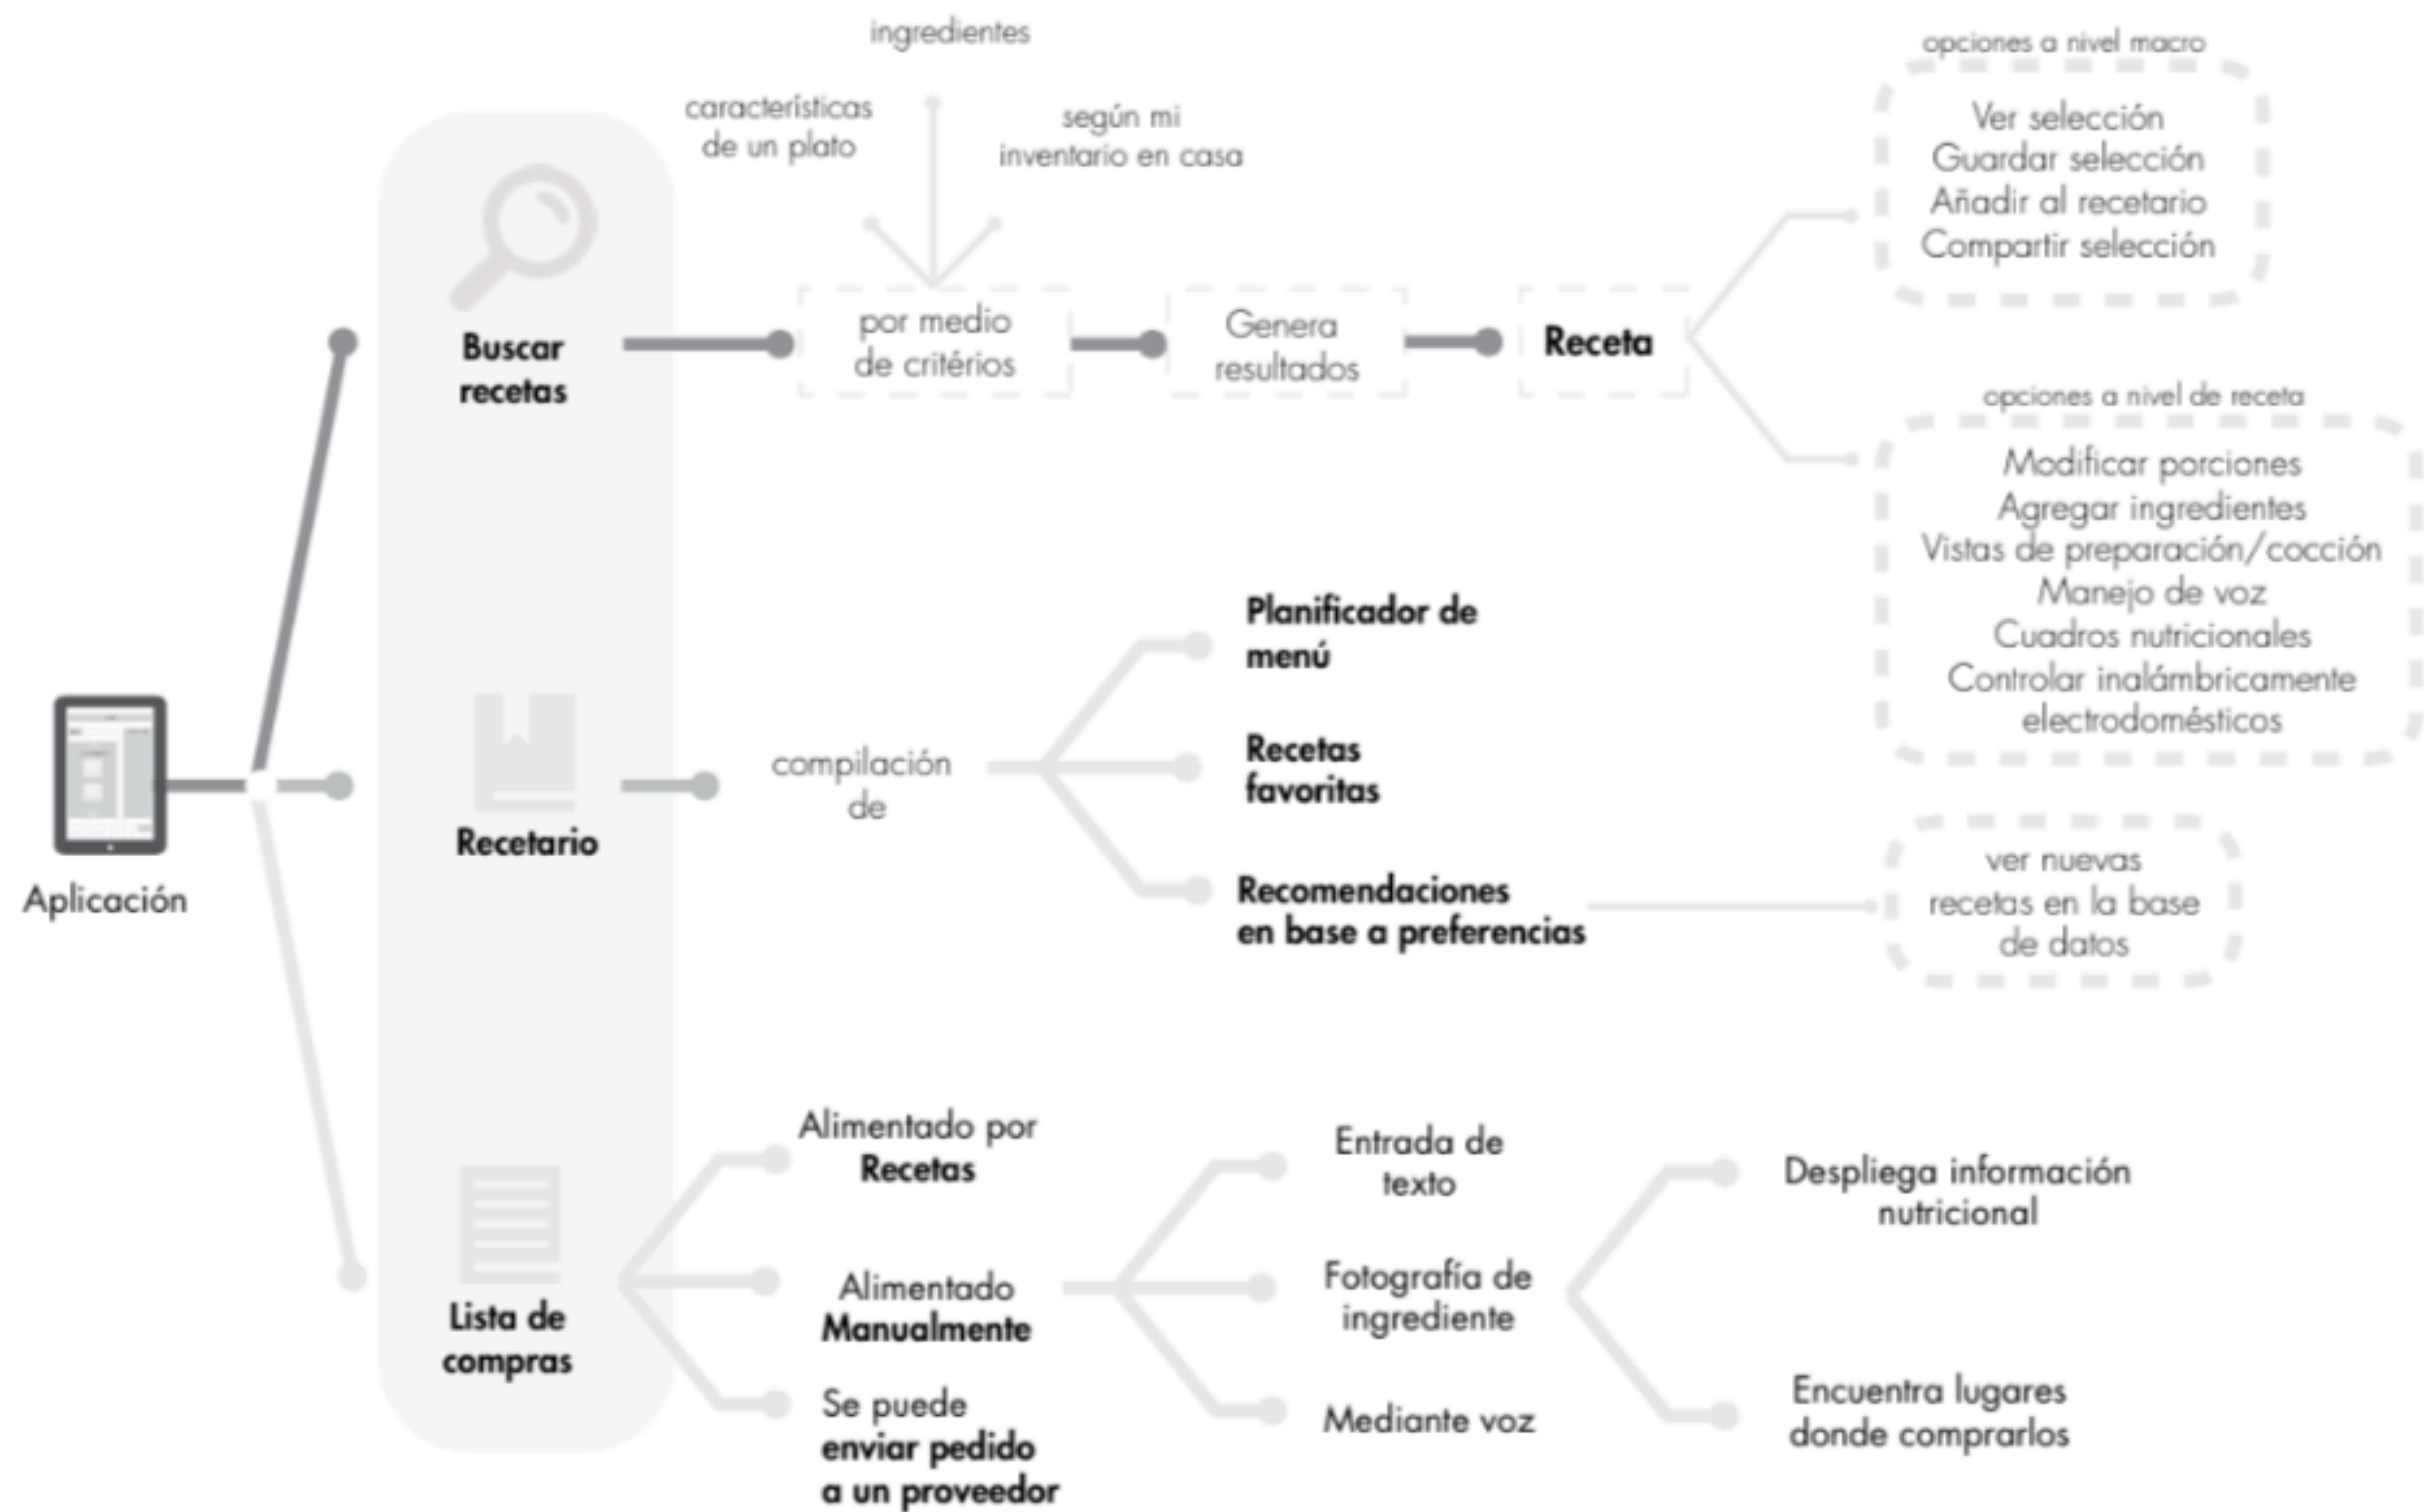 ingredientes
características
de un plato
según mi
inventario en casa
opciones a nivel macro
Ver selección
Guardar selección
Añadir al recetario
Compartir selección
Buscar
recetas
por medio
de critérios
Genera
resultados
Receta
opciones a nivel de receta
Modificar porciones
Agregar ingredientes
Vistas de preparación/cocción
Manejo de voz
Cuadros nutricionales
Controlar inalámbricamente
electrodomésticos
Aplicación
Recetario
compilación
de
Planificador de
menú
Recetas
favoritas
Recomendaciones
en base a preferencias
ver nuevas
recetas en la base
de datos
Lista de
compras
Alimentado por
Recetas
Alimentado
Manualmente
Se puede
enviar pedido
a un proveedor
Entrada de
texto
Fotografía de
ingrediente
Mediante voz
Despliega información
nutricional
Encuentra lugares
donde comprarlos